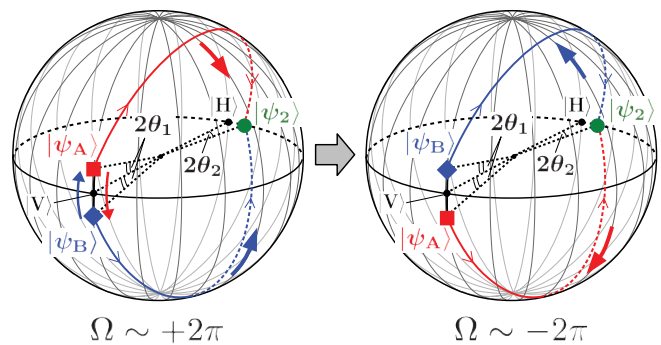 |H⟩
|ψ₂⟩
2θ₁
|ψ_A⟩
2θ₂
|V⟩
|ψ_B⟩
Ω ∼ +2π
|H⟩
|ψ₂⟩
2θ₁
|ψ_B⟩
2θ₂
|V⟩
|ψ_A⟩
Ω ∼ −2π